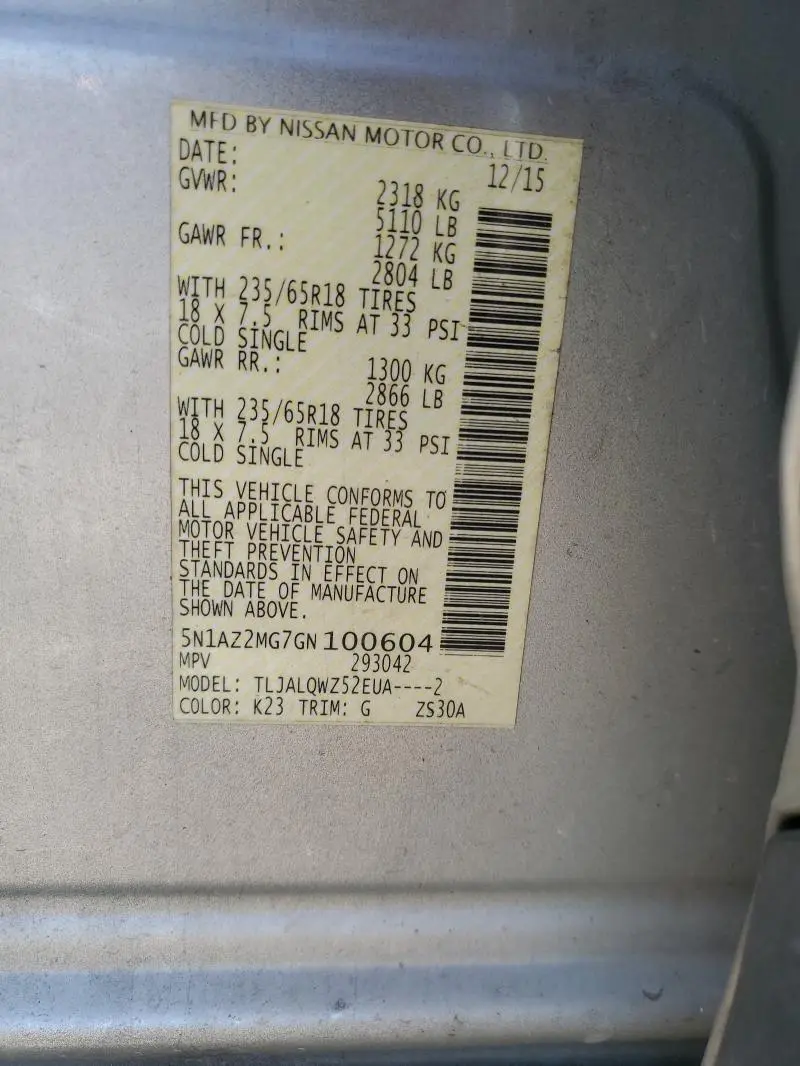 MFD BY NISSAN MOTOR CO., LTD.
DATE: 12/15
GVWR: 2318 KG
5110 LB
GAWR FR.: 1272 KG
2804 LB
WITH 235/65R18 TIRES
18 X 7.5 RIMS AT 33 PSI
COLD SINGLE
GAWR RR.: 1300 KG
2866 LB
WITH 235/65R18 TIRES
18 X 7.5 RIMS AT 33 PSI
COLD SINGLE
THIS VEHICLE CONFORMS TO
ALL APPLICABLE FEDERAL
MOTOR VEHICLE SAFETY AND
THEFT PREVENTION
STANDARDS IN EFFECT ON
THE DATE OF MANUFACTURE
SHOWN ABOVE.
5N1AZ2MG7GN 100604
MPV 293042
MODEL: TLJALQWZ52EUA----2
COLOR: K23 TRIM: G ZS30A